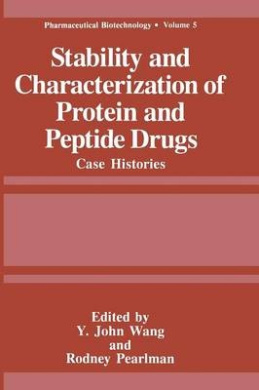 Pharmaceutical Biotechnology • Volume 5
Stability and
Characterization of
Protein and
Peptide Drugs
Case Histories
Edited by
Y. John Wang
and
Rodney Pearlman